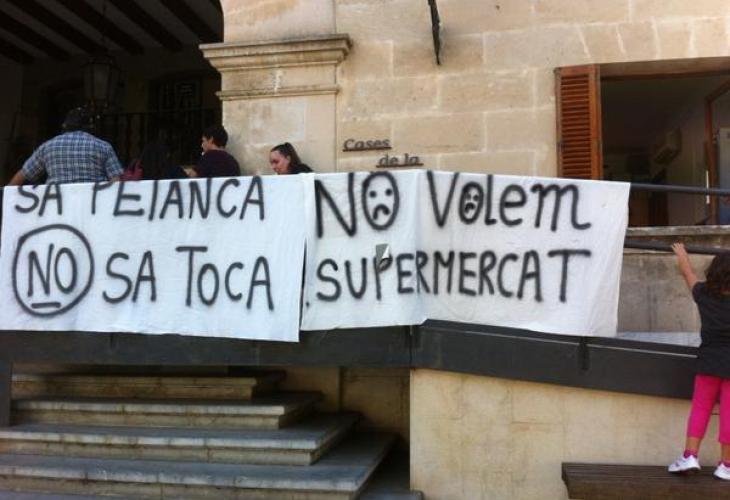 Cases
de la
SA PETANCA
NO SA TOCA
NO Volem
SUPERMERCAT